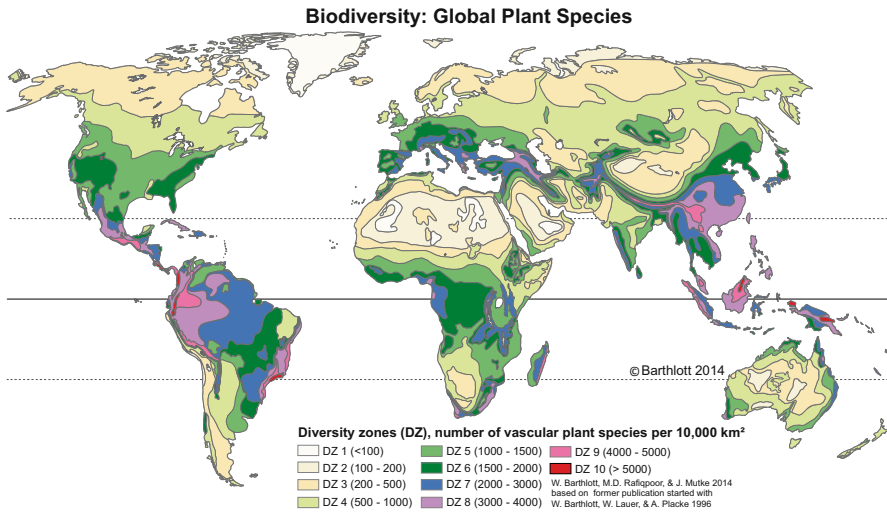 Biodiversity: Global Plant Species
© Barthlott 2014
Diversity zones (DZ), number of vascular plant species per 10,000 km²
DZ 1 (<100)
DZ 2 (100 - 200)
DZ 3 (200 - 500)
DZ 4 (500 - 1000)
DZ 5 (1000 - 1500)
DZ 6 (1500 - 2000)
DZ 7 (2000 - 3000)
DZ 8 (3000 - 4000)
DZ 9 (4000 - 5000)
DZ 10 (> 5000)
W. Barthlott, M.D. Rafiqpoor, & J. Mutke 2014
based on former publication started with
W. Barthlott, W. Lauer, & A. Placke 1996